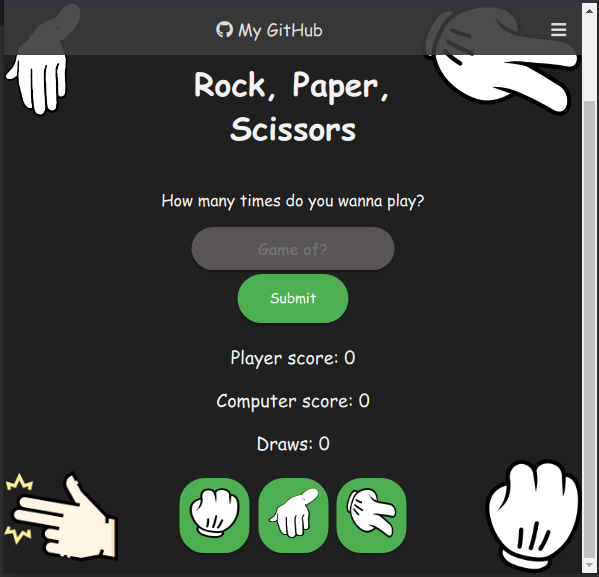 My GitHub
Rock, Paper,
Scissors
How many times do you wanna play?
Game of?
Submit
Player score: 0
Computer score: 0
Draws: 0